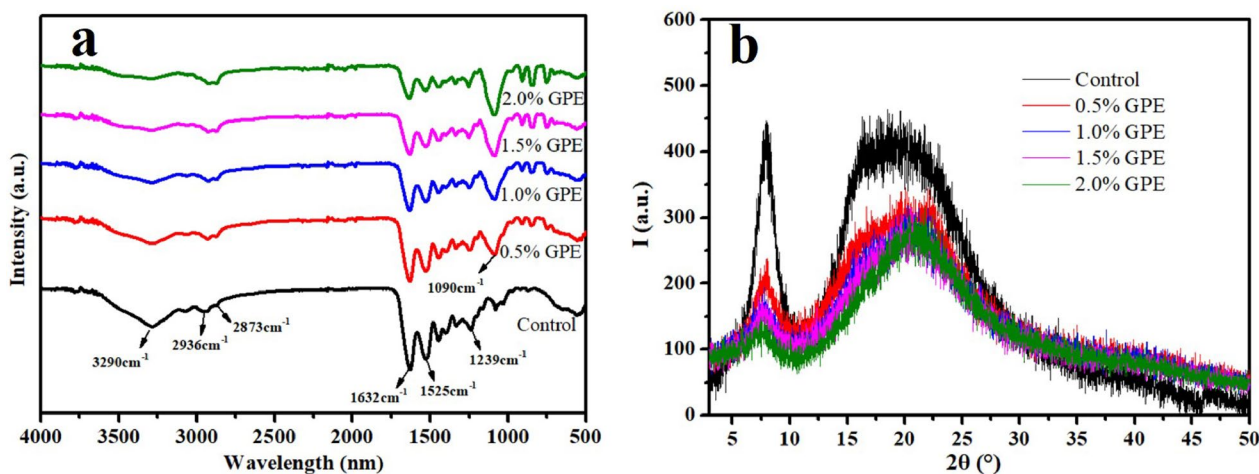 a
2.0% GPE
1.5% GPE
1.0% GPE
0.5% GPE
1090cm-1
Control
3290cm-1
2936cm-1
2873cm-1
1632cm-1
1525cm-1
1239cm-1
Intensity (a.u.)
4000 3500 3000 2500 2000 1500 1000 500
Wavelength (nm)
b
Control
0.5% GPE
1.0% GPE
1.5% GPE
2.0% GPE
I (a.u.)
600
500
400
300
200
100
0
5 10 15 20 25 30 35 40 45 50
2θ (°)